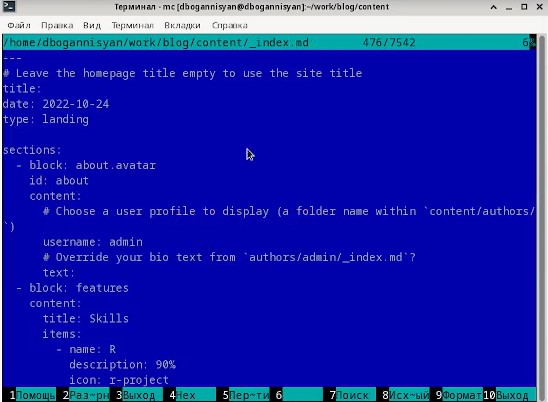 Терминал - mc [dbogannisyan@dbogannisyan]:~/work/blog/content
Файл Правка Вид Терминал Вкладки Справка
/home/dbogannisyan/work/blog/content/_index.md 476/7542 6%
---
# Leave the homepage title empty to use the site title
title:
date: 2022-10-24
type: landing
sections:
- block: about.avatar
id: about
content:
# Choose a user profile to display (a folder name within `content/authors/
`)
username: admin
# Override your bio text from `authors/admin/_index.md`?
text:
- block: features
content:
title: Skills
items:
- name: R
description: 90%
icon: r-project
1Помощь 2Раз~рн 3Выход 4Hex 5Пер~ти 6 7Поиск 8Исх~ый 9Формат 10Выход